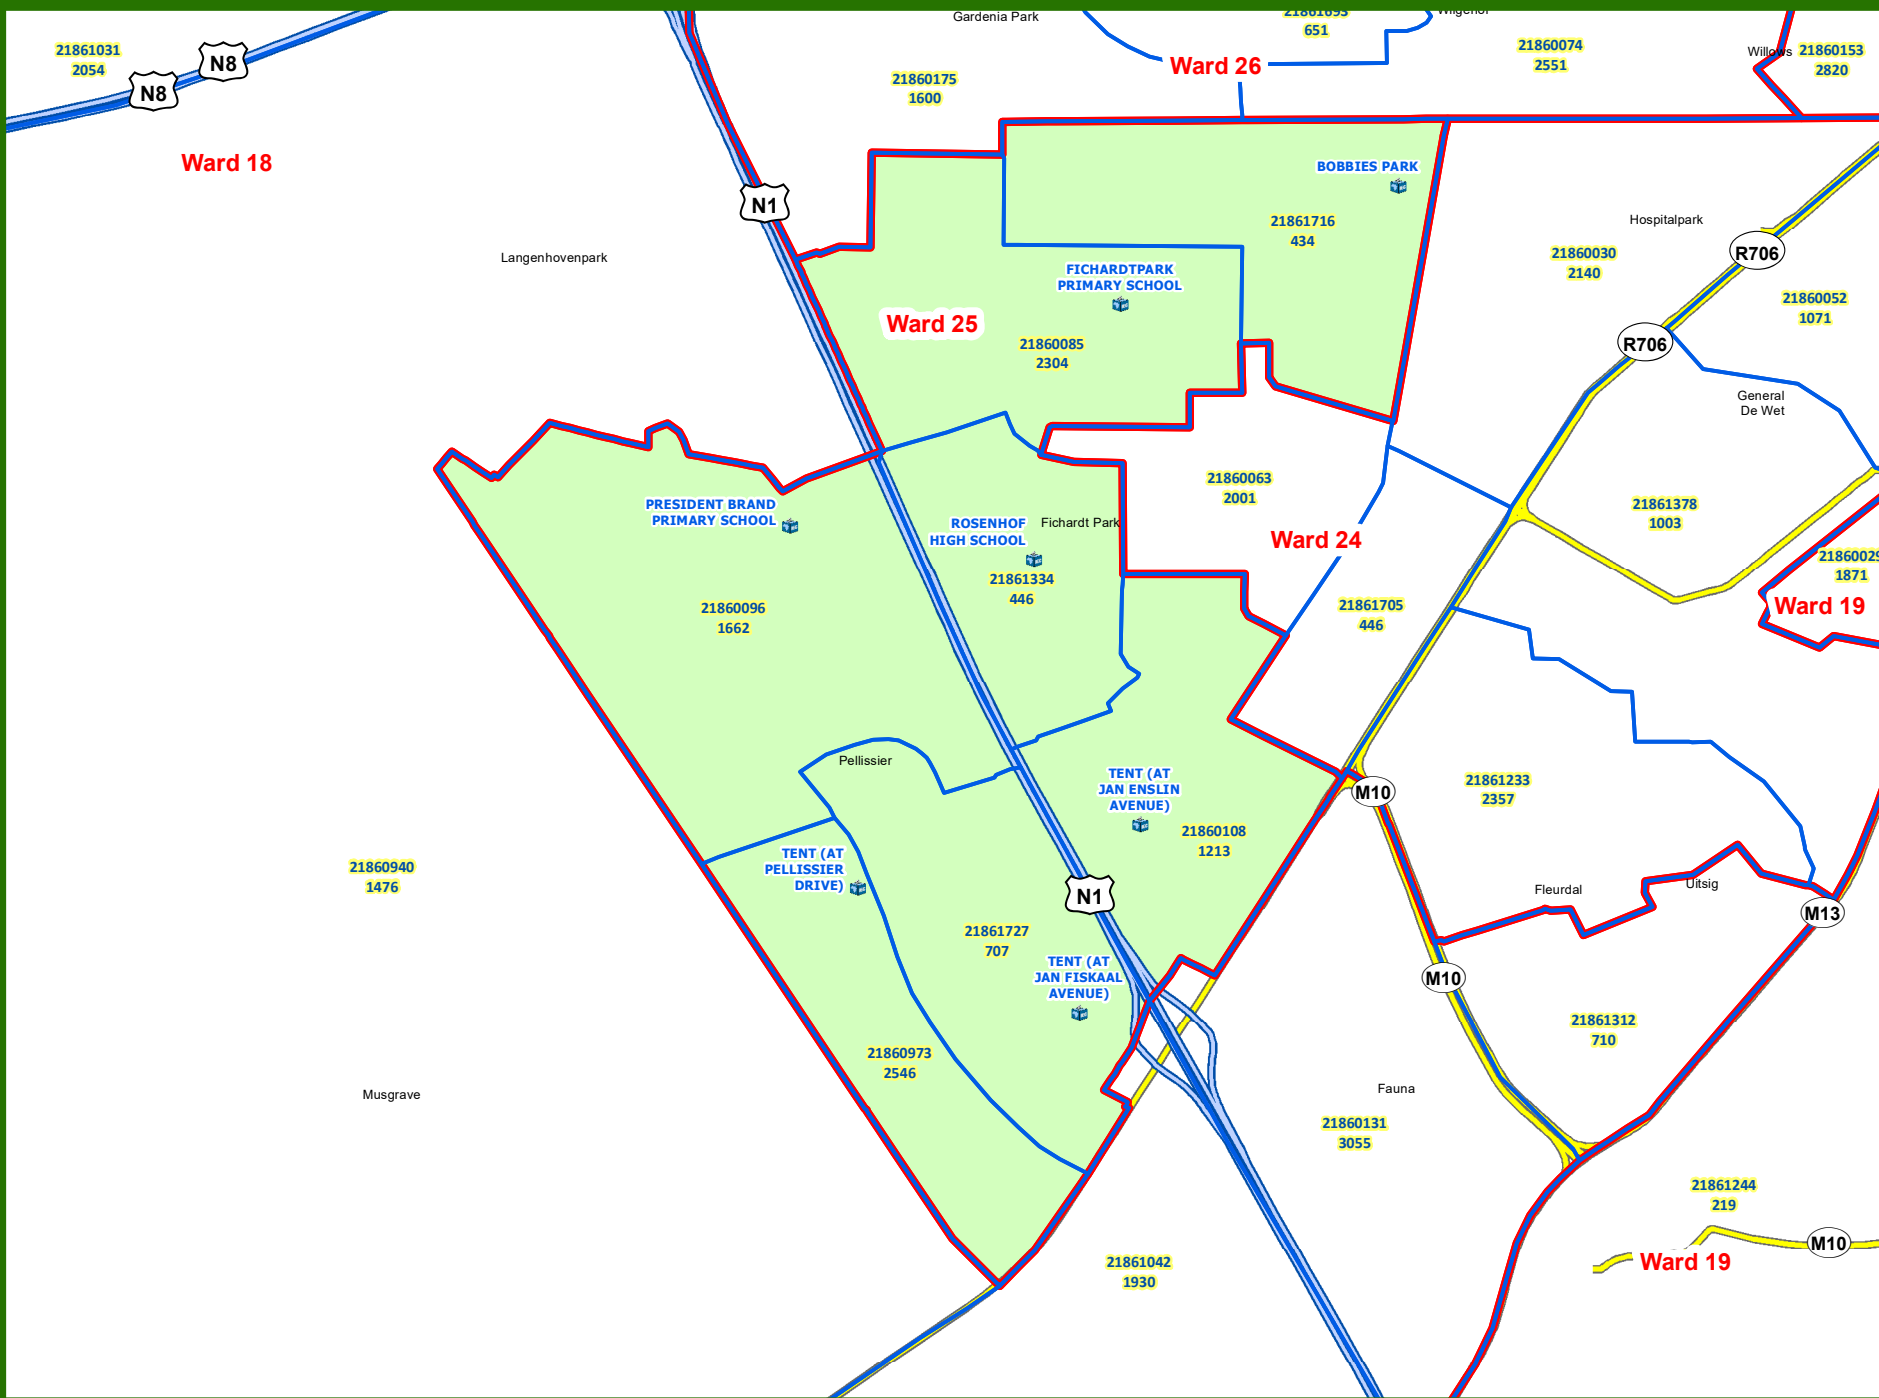 Gardenia Park
21861693
651
Wilgehof
21861031
2054
N8
N8
Ward 26
21860074
2551
Willows
21860153
2820
21860175
1600
Ward 18
N1
BOBBIES PARK
21861716
434
Hospitalpark
21860030
2140
R706
Langenhovenpark
FICHARDTPARK
PRIMARY SCHOOL
21860052
1071
Ward 25
21860085
2304
R706
General
De Wet
21860063
2001
PRESIDENT BRAND
PRIMARY SCHOOL
ROSENHOF
HIGH SCHOOL
Fichardt Park
21861378
1003
Ward 24
21860029
1871
21861334
446
21860096
1662
21861705
446
Ward 19
Pellissier
TENT (AT
JAN ENSLIN
AVENUE)
21860108
1213
M10
21861233
2357
TENT (AT
PELLISSIER
DRIVE)
21860940
1476
N1
Fleurdal
Uitsig
M13
21861727
707
TENT (AT
JAN FISKAAL
AVENUE)
M10
21861312
710
21860973
2546
Musgrave
Fauna
21860131
3055
21861244
219
21861042
1930
M10
Ward 19